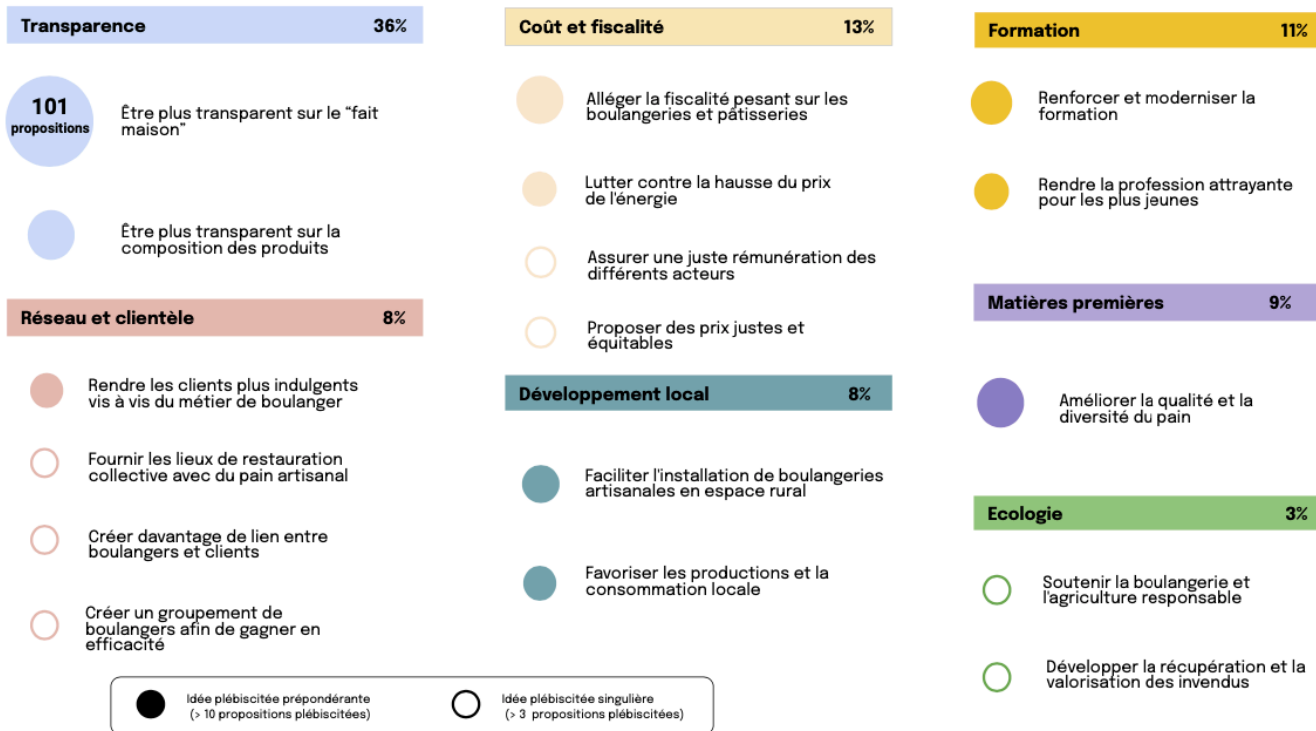 Transparence 36%
101
propositions
Être plus transparent sur le “fait
maison”
Être plus transparent sur la
composition des produits
Réseau et clientèle 8%
Rendre les clients plus indulgents
vis à vis du métier de boulanger
Fournir les lieux de restauration
collective avec du pain artisanal
Créer davantage de lien entre
boulangers et clients
Créer un groupement de
boulangers afin de gagner en
efficacité
Coût et fiscalité 13%
Alléger la fiscalité pesant sur les
boulangeries et pâtisseries
Lutter contre la hausse du prix
de l'énergie
Assurer une juste rémunération des
différents acteurs
Proposer des prix justes et
équitables
Développement local 8%
Faciliter l'installation de boulangeries
artisanales en espace rural
Favoriser les productions et la
consommation locale
Formation 11%
Renforcer et moderniser la
formation
Rendre la profession attrayante
pour les plus jeunes
Matières premières 9%
Améliorer la qualité et la
diversité du pain
Ecologie 3%
Soutenir la boulangerie et
l'agriculture responsable
Développer la récupération et la
valorisation des invendus
Idée plébiscitée prépondérante
(> 10 propositions plébiscitées)
Idée plébiscitée singulière
(> 3 propositions plébiscitées)